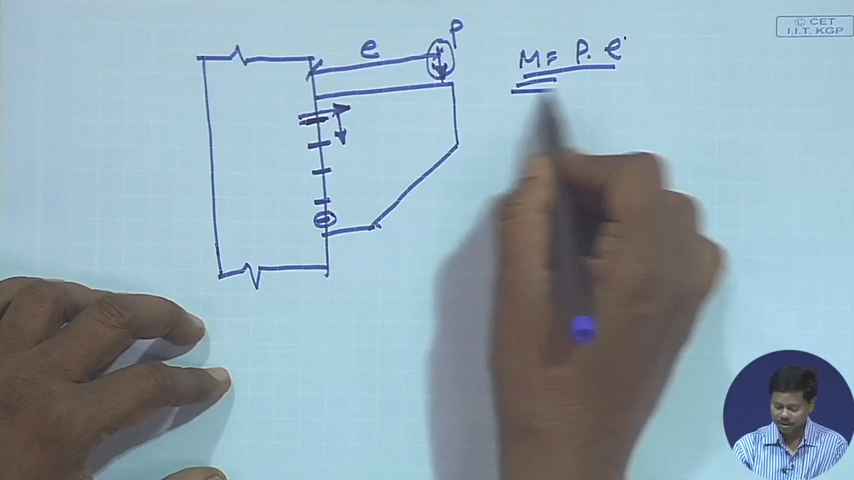 © CET
I.I.T. KGP
P
e
M = P. e